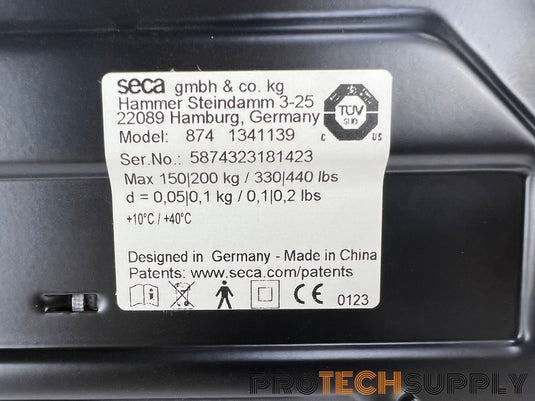 seca gmbh & co. kg
Hammer Steindamm 3-25
22089 Hamburg, Germany
Model: 874 1341139
Ser.No.: 5874323181423
Max 150|200 kg / 330|440 lbs
d = 0,05|0,1 kg / 0,1|0,2 lbs
+10°C / +40°C
TÜV
SÜD
C US
Designed in Germany - Made in China
Patents: www.seca.com/patents
CE 0123
PROTECHSUPPLY